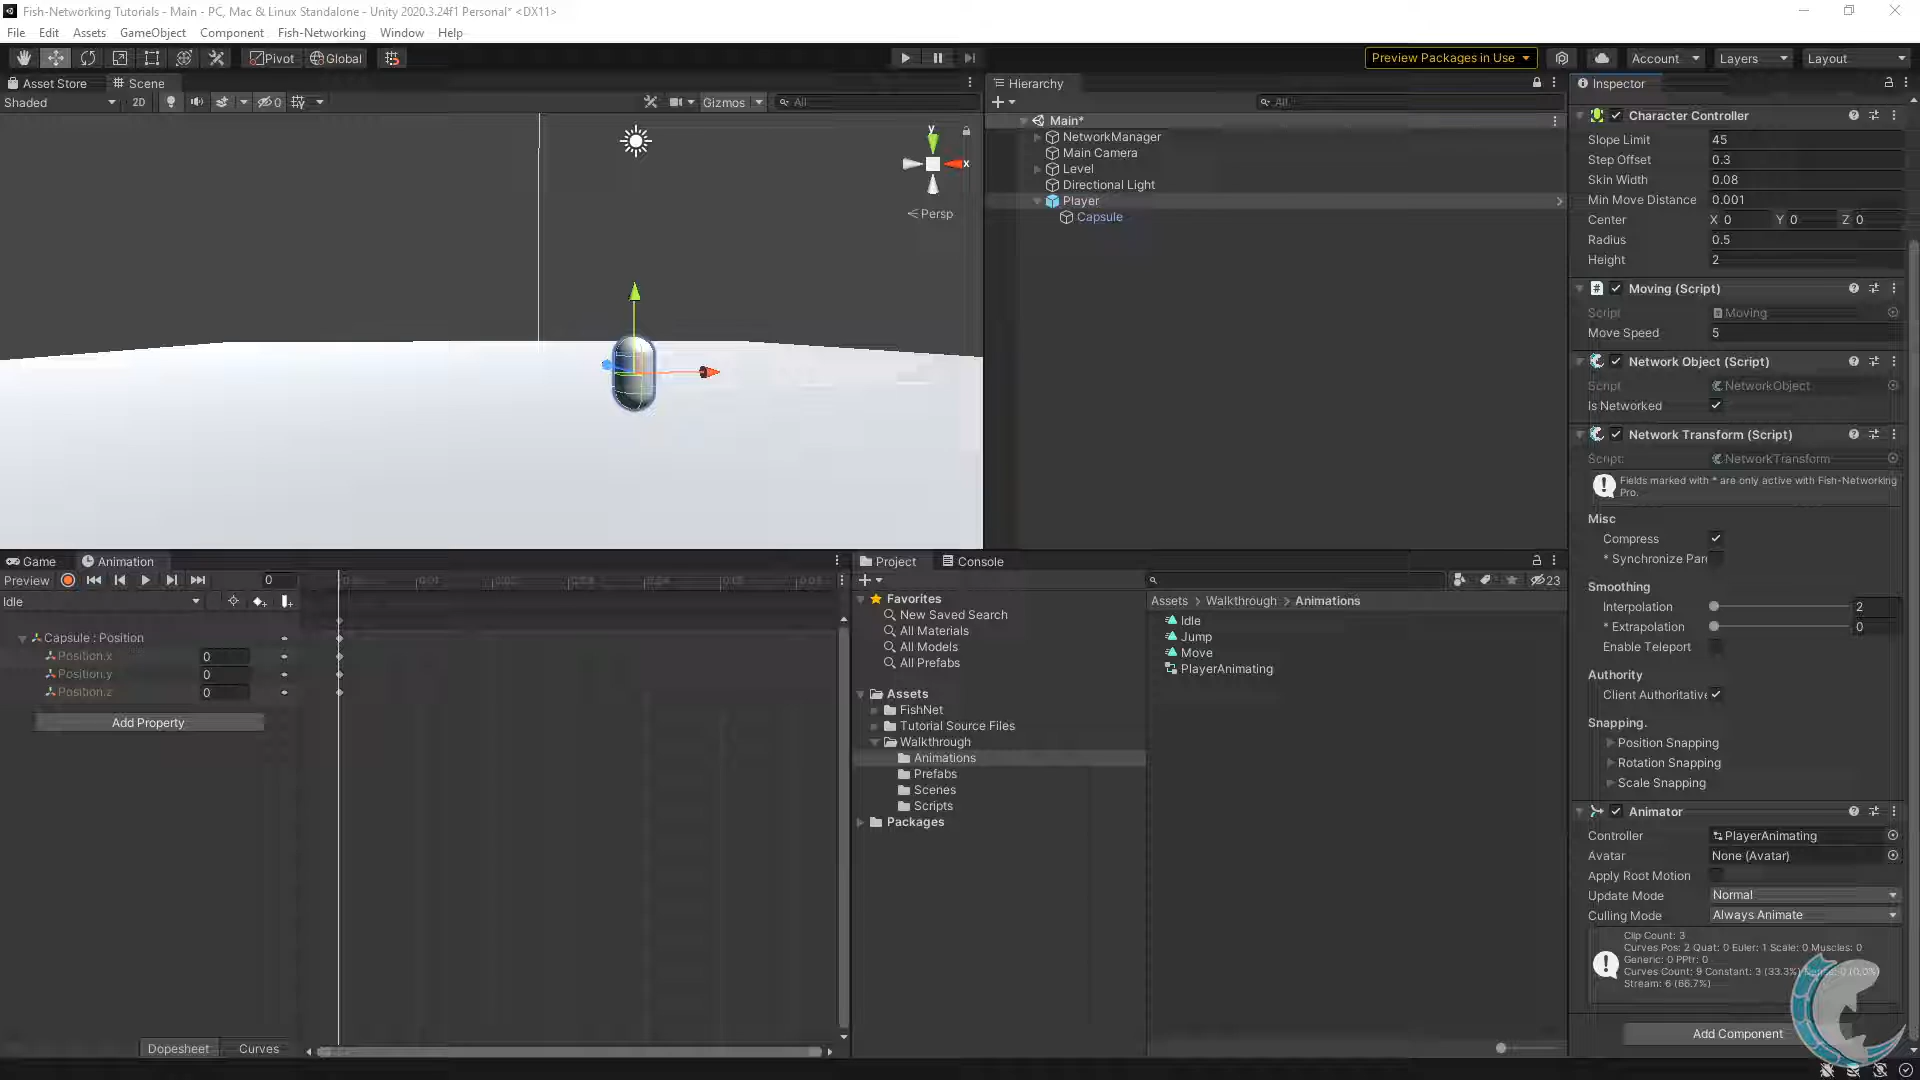 Fish-Networking Tutorials - Main - PC, Mac & Linux Standalone - Unity 2020.3.24f1 Personal* <DX11>
File Edit Assets GameObject Component Fish-Networking Window Help
Pivot Global Preview Packages in Use Account Layers Layout
Asset Store Scene
Shaded 2D 0 Gizmos All
y
x
Persp
Hierarchy
All
Main*
NetworkManager
Main Camera
Level
Directional Light
Player
Capsule
Inspector
Character Controller
Slope Limit 45
Step Offset 0.3
Skin Width 0.08
Min Move Distance 0.001
Center X 0 Y 0 Z 0
Radius 0.5
Height 2
Moving (Script)
Script Moving
Move Speed 5
Network Object (Script)
Script NetworkObject
Is Networked
Network Transform (Script)
Script: NetworkTransform
Fields marked with * are only active with Fish-Networking
Pro.
Misc
Compress
* Synchronize Par
Smoothing
Interpolation 2
* Extrapolation 0
Enable Teleport
Authority
Client Authoritative
Snapping.
Position Snapping
Rotation Snapping
Scale Snapping
Animator
Controller PlayerAnimating
Avatar None (Avatar)
Apply Root Motion
Update Mode Normal
Culling Mode Always Animate
Clip Count: 3
Curves Pos: 2 Quat: 0 Euler: 1 Scale: 0 Muscles: 0
Generic: 0 PPtr: 0
Curves Count: 9 Constant: 3 (33.3%) Dense: 0 (0.0%)
Stream: 6 (66.7%)
Add Component
Game Animation
Preview 0
Idle
Capsule : Position
Position.x 0
Position.y 0
Position.z 0
Add Property
Dopesheet Curves
Project Console
23
Favorites
New Saved Search
All Materials
All Models
All Prefabs
Assets
FishNet
Tutorial Source Files
Walkthrough
Animations
Prefabs
Scenes
Scripts
Packages
Assets > Walkthrough > Animations
Idle
Jump
Move
PlayerAnimating